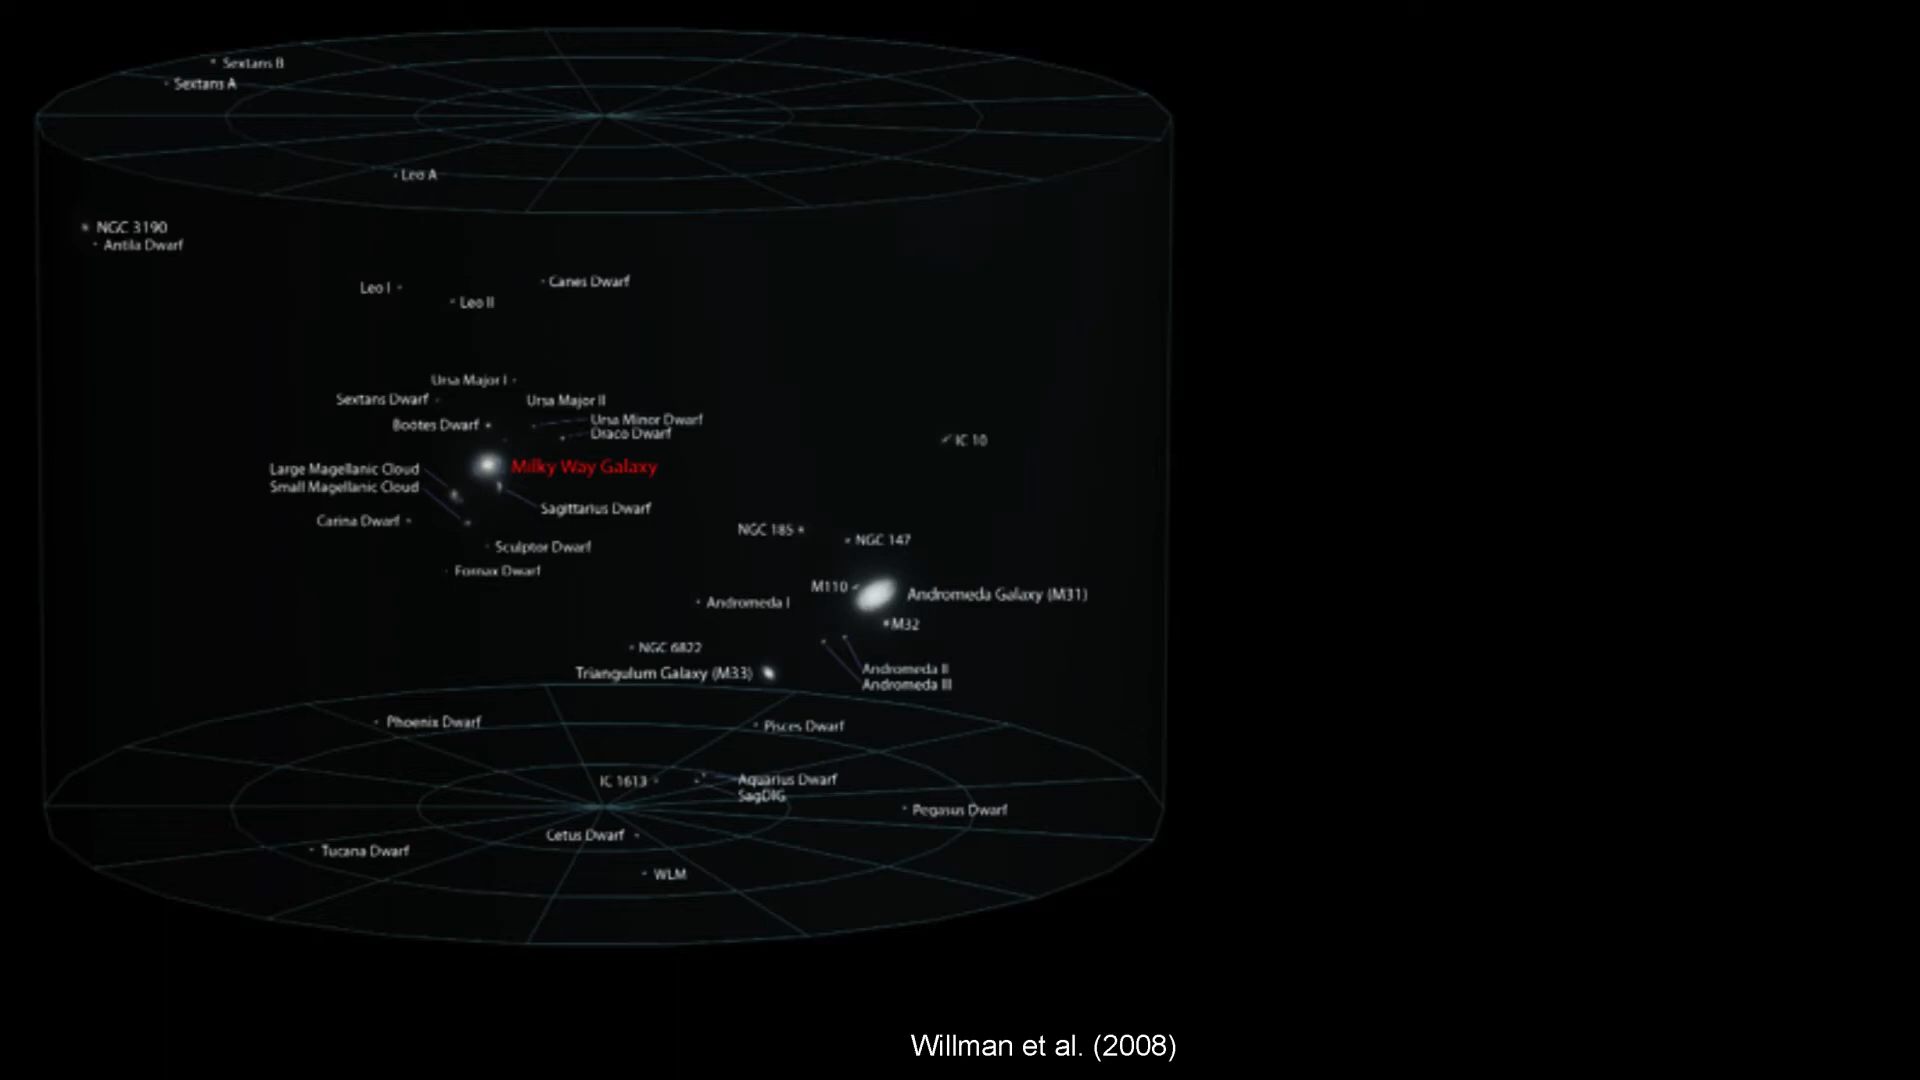 Sextans B
Sextans A
Leo A
NGC 3190
Antila Dwarf
Canes Dwarf
Leo I
Leo II
Ursa Major I
Sextans Dwarf
Ursa Major II
Bootes Dwarf
Ursa Minor Dwarf
Draco Dwarf
IC 10
Milky Way Galaxy
Large Magellanic Cloud
Small Magellanic Cloud
Sagittarius Dwarf
Carina Dwarf
NGC 185
NGC 147
Sculptor Dwarf
Fornax Dwarf
M110
Andromeda Galaxy (M31)
Andromeda I
M32
NGC 6822
Triangulum Galaxy (M33)
Andromeda II
Andromeda III
Phoenix Dwarf
Pisces Dwarf
IC 1613
Aquarius Dwarf
SagDIG
Pegasus Dwarf
Cetus Dwarf
Tucana Dwarf
WLM
Willman et al. (2008)